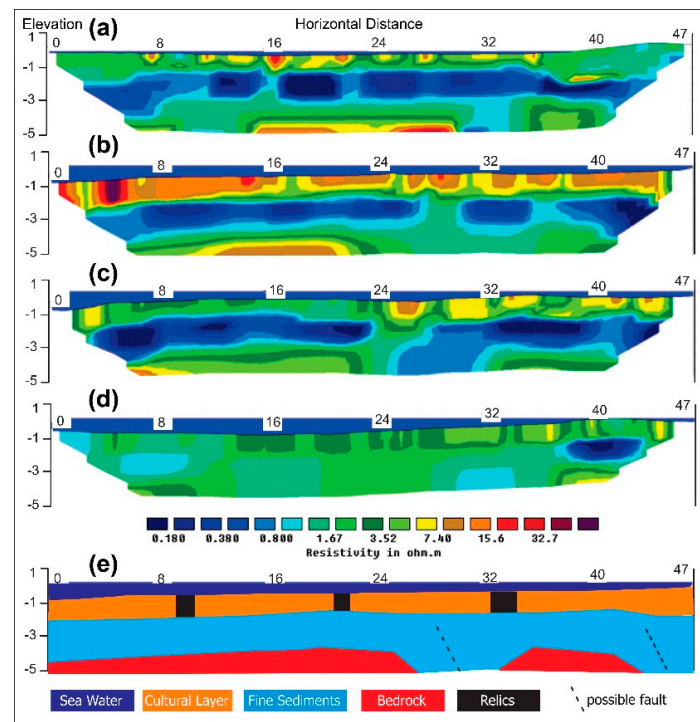 Elevation (a) Horizontal Distance
0 8 16 24 32 40 47
1
-1
-3
-5
(b)
0 8 16 24 32 40 47
1
-1
-3
-5
(c)
0 8 16 24 32 40 47
1
-1
-3
-5
(d)
0 8 16 24 32 40 47
1
-1
-3
-5
0.180 0.380 0.800 1.67 3.52 7.40 15.6 32.7
Resistivity in ohm.m
(e)
0 8 16 24 32 40 47
1
-1
-3
-5
Sea Water Cultural Layer Fine Sediments Bedrock Relics possible fault